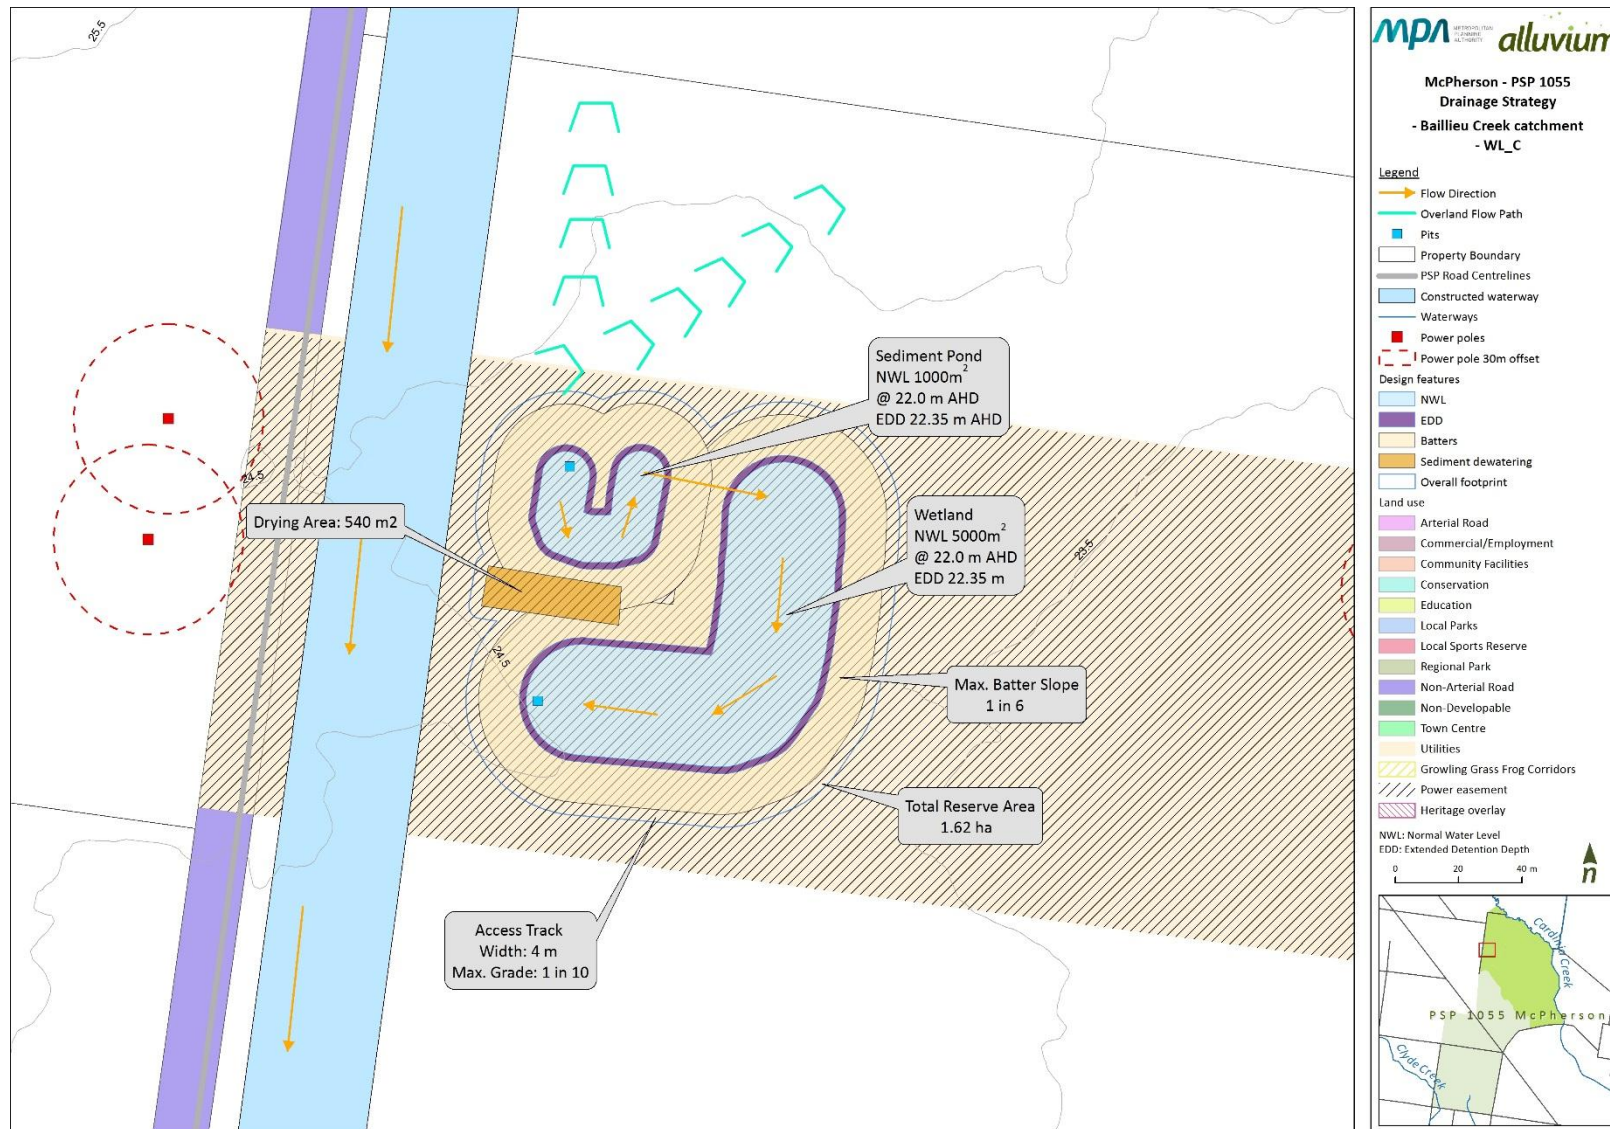 25.5
24.5
Drying Area: 540 m2
24.5
Sediment Pond
NWL 1000m²
@ 22.0 m AHD
EDD 22.35 m AHD
Wetland
NWL 5000m²
@ 22.0 m AHD
EDD 22.35 m
23.5
Max. Batter Slope
1 in 6
Total Reserve Area
1.62 ha
Access Track
Width: 4 m
Max. Grade: 1 in 10
MPA METROPOLITAN
PLANNING
AUTHORITY
alluvium
McPherson - PSP 1055
Drainage Strategy
- Baillieu Creek catchment
- WL_C
Legend
Flow Direction
Overland Flow Path
Pits
Property Boundary
PSP Road Centrelines
Constructed waterway
Waterways
Power poles
Power pole 30m offset
Design features
NWL
EDD
Batters
Sediment dewatering
Overall footprint
Land use
Arterial Road
Commercial/Employment
Community Facilities
Conservation
Education
Local Parks
Local Sports Reserve
Regional Park
Non-Arterial Road
Non-Developable
Town Centre
Utilities
Growling Grass Frog Corridors
Power easement
Heritage overlay
NWL: Normal Water Level
EDD: Extended Detention Depth
0 20 40 m
n
Cardinia Creek
PSP 1055 McPherson
Clyde Creek